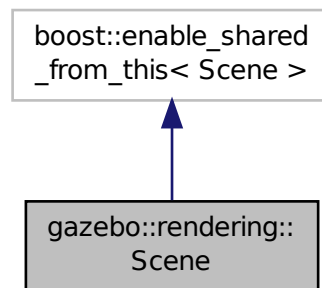 boost::enable_shared
_from_this< Scene >
gazebo::rendering::
Scene